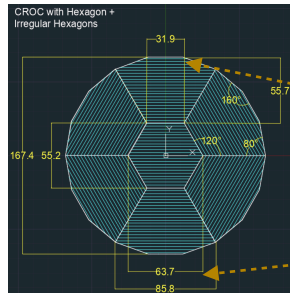 CROC with Hexagon +
Irregular Hexagons
31.9
55.7
160°
Y
167.4
55.2
120°
80°
X
63.7
85.8